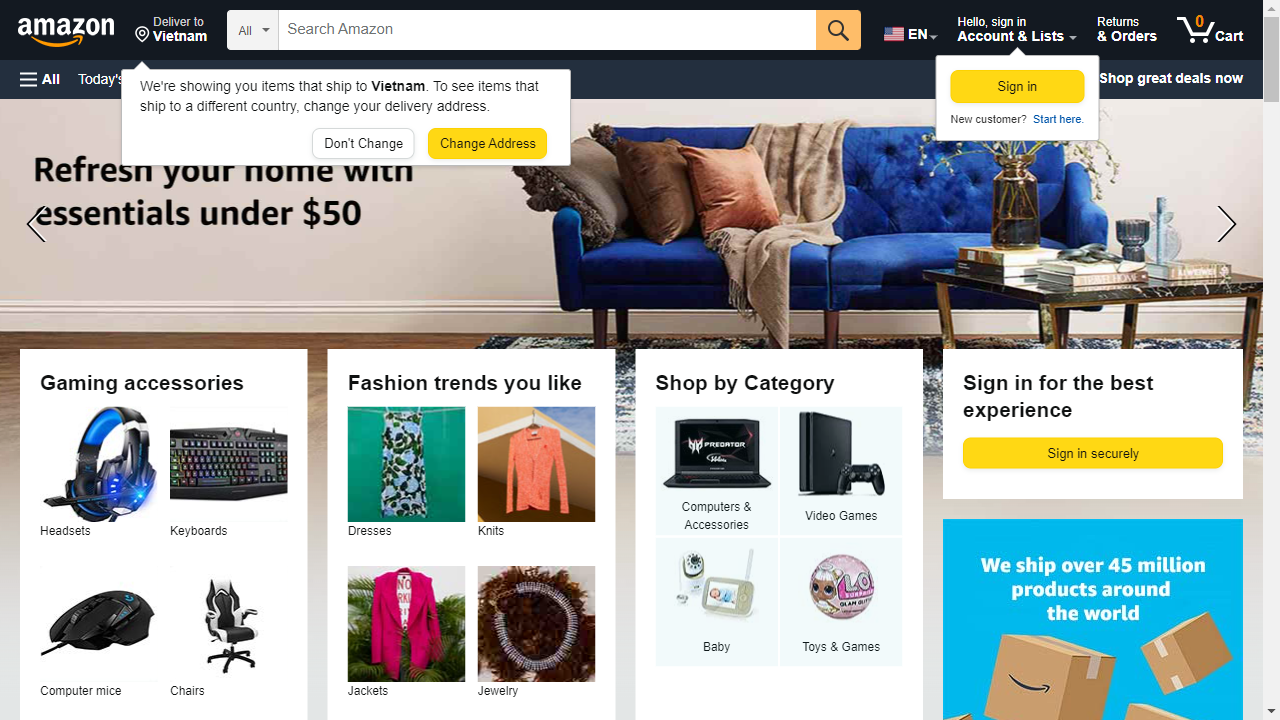 amazon
Deliver to
Vietnam
All
Search Amazon
EN
Hello, sign in
Account & Lists
Returns
& Orders
0
Cart
All
Today's
Shop great deals now
We're showing you items that ship to Vietnam. To see items that
ship to a different country, change your delivery address.
Don't Change
Change Address
Sign in
New customer? Start here.
Refresh your home with
essentials under $50
Gaming accessories
Headsets
Keyboards
Computer mice
Chairs
Fashion trends you like
Dresses
Knits
Jackets
Jewelry
Shop by Category
PREDATOR
Computers &
Accessories
Video Games
Baby
Toys & Games
Sign in for the best
experience
Sign in securely
We ship over 45 million
products around
the world